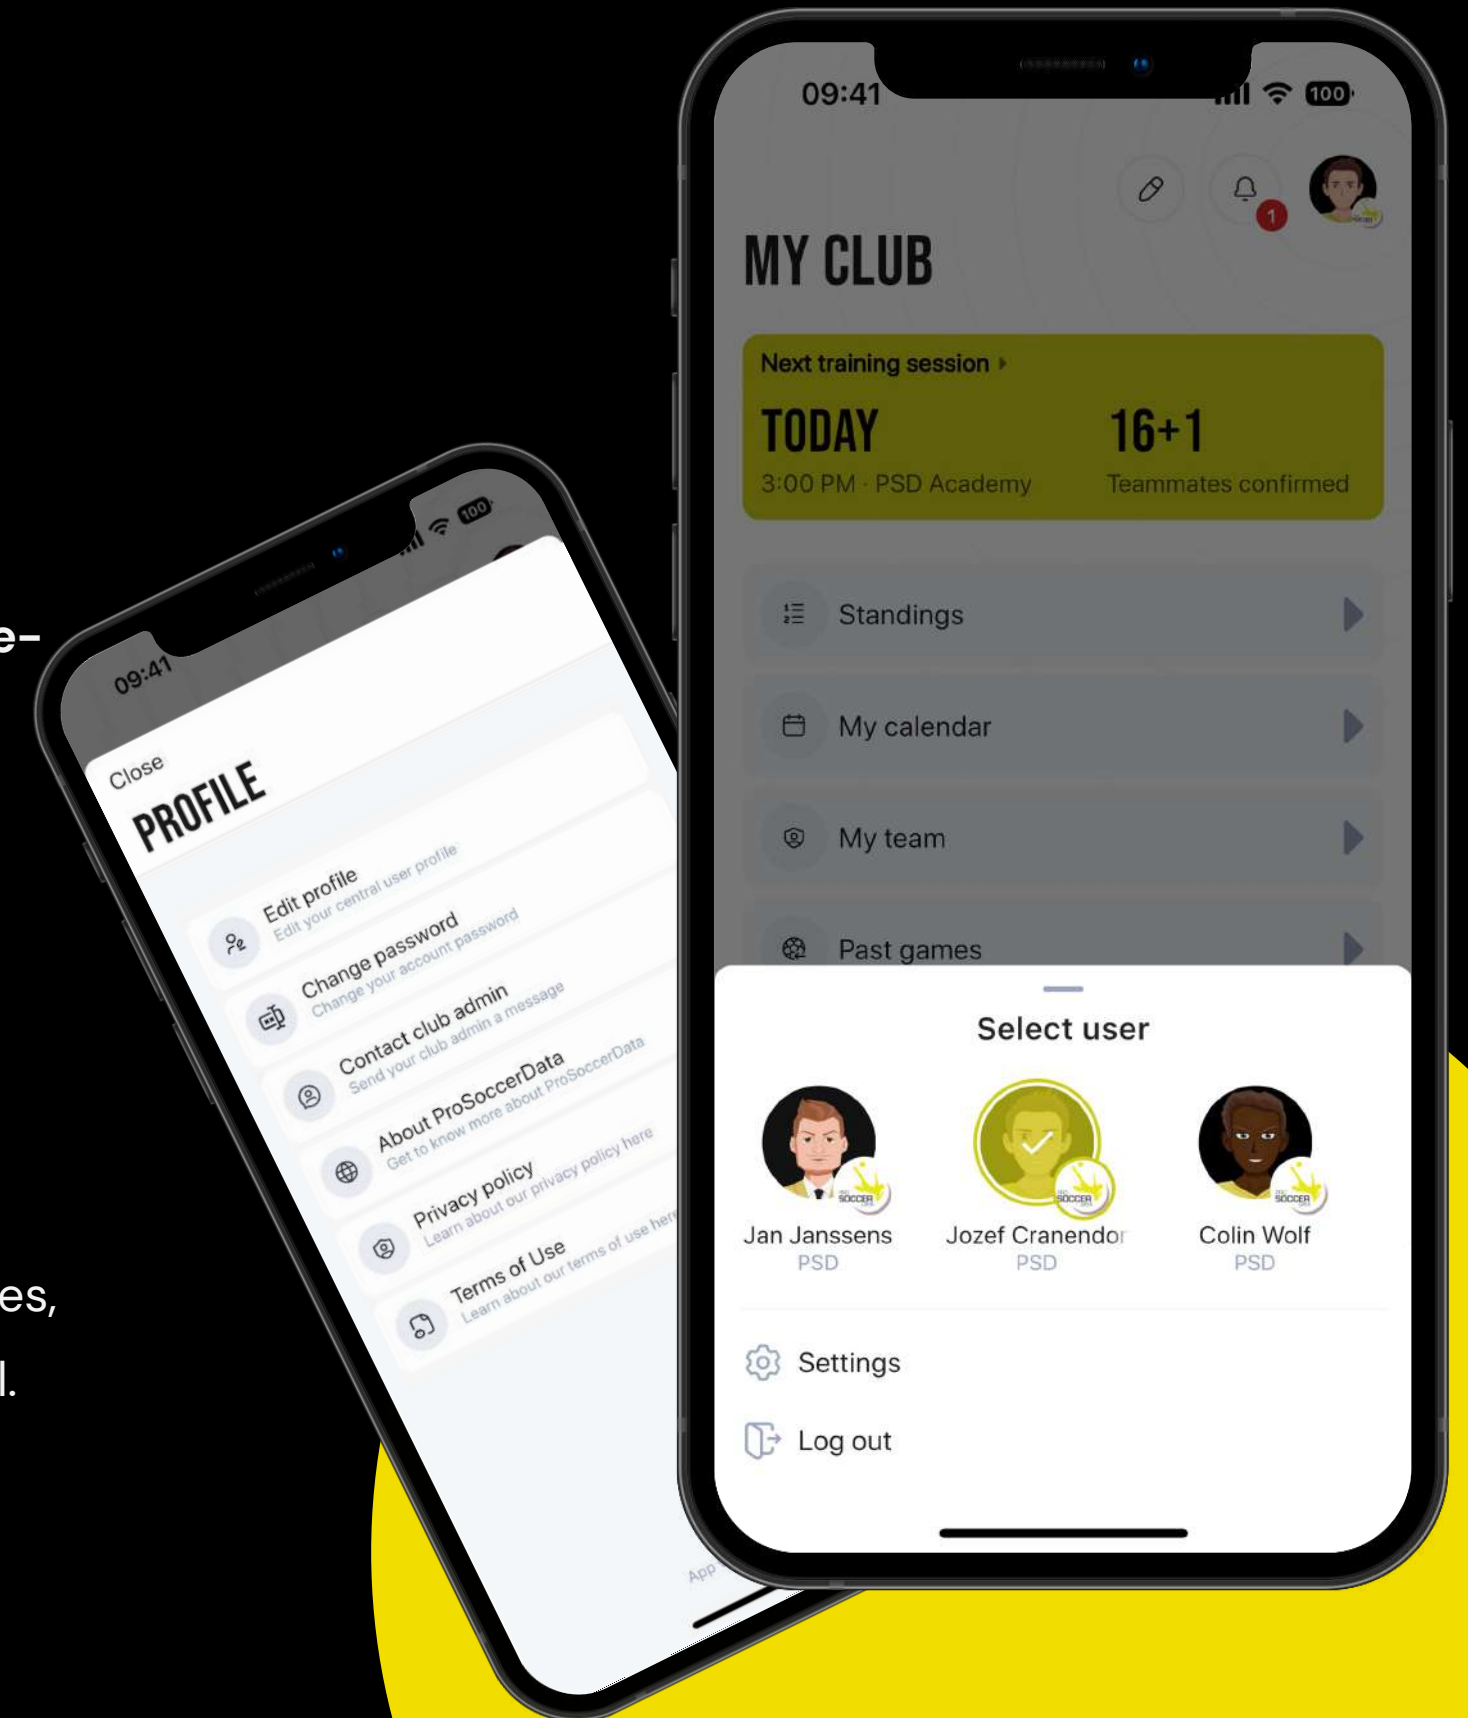 e-
es,
l.
09:41
100
Close
PROFILE
Edit profile
Edit your central user profile
Change password
Change your account password
Contact club admin
Send your club admin a message
About ProSoccerData
Get to know more about ProSoccerData
Privacy policy
Learn about our privacy policy here
Terms of Use
Learn about our terms of use here
App
09:41
100
1
MY CLUB
Next training session
TODAY
16+1
3:00 PM · PSD Academy
Teammates confirmed
Standings
My calendar
My team
Past games
Select user
SOCCER
SOCCER
SOCCER
Jan Janssens
Jozef Cranendor
Colin Wolf
PSD
PSD
PSD
Settings
Log out